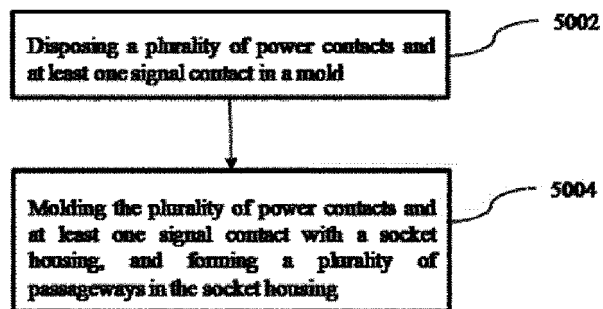 5002
Disposing a plurality of power contacts and
at least one signal contact in a mold
5004
Molding the plurality of power contacts and
at least one signal contact with a socket
housing, and forming a plurality of
passageways in the socket housing